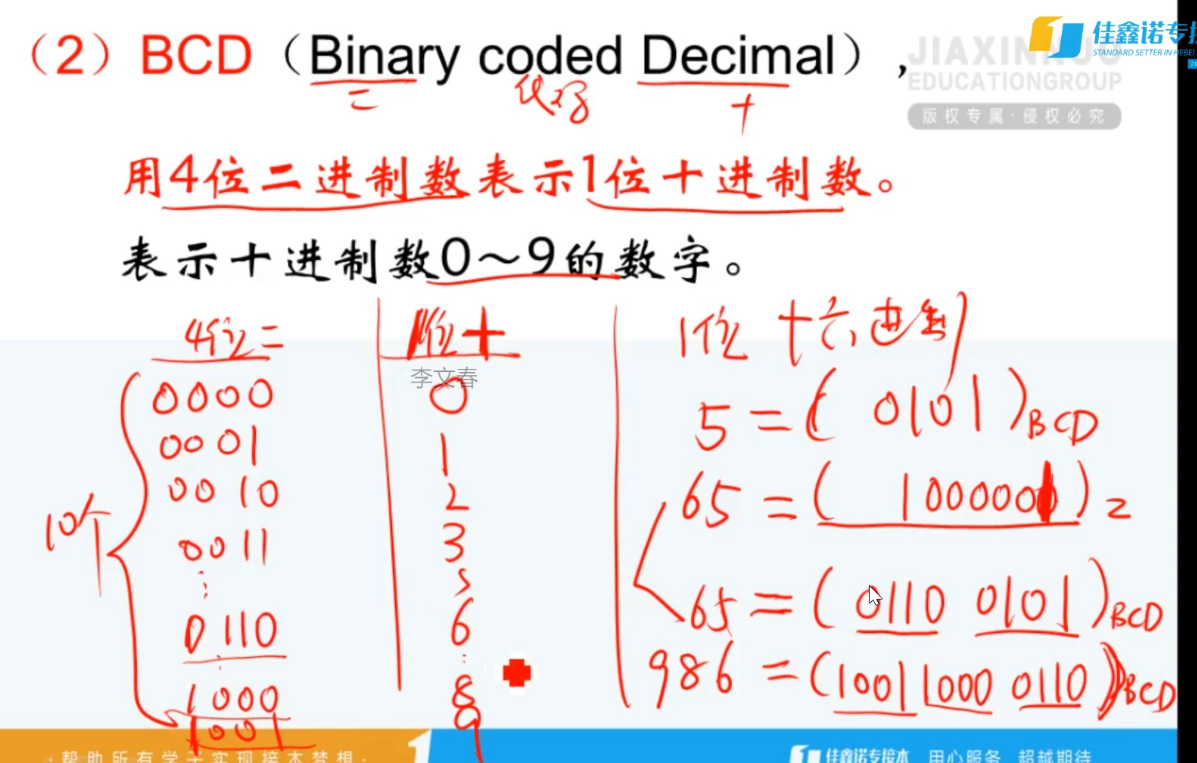 （2）BCD（Binary coded Decimal），
佳鑫诺专接
STANDARD SETTER IN HEBEI
JIAXINNUO
EDUCATIONGROUP
版权专属·侵权必究
二 代码 十
用4位二进制数表示1位十进制数。
表示十进制数0～9的数字。
4位二
1位十
1位 十六进制
李文春
0000 0
0001 1
0010 2
0011 3
⋮
0110 6
⋮
1000 8
1001 9
10个
5 = ( 0101 )BCD
65 = ( 1000001 )2
65 = ( 0110 0101 )BCD
986 = (1001 1000 0110)BCD
帮助所有学子实现接本梦想·
佳鑫诺专接本 用心服务 超越期待